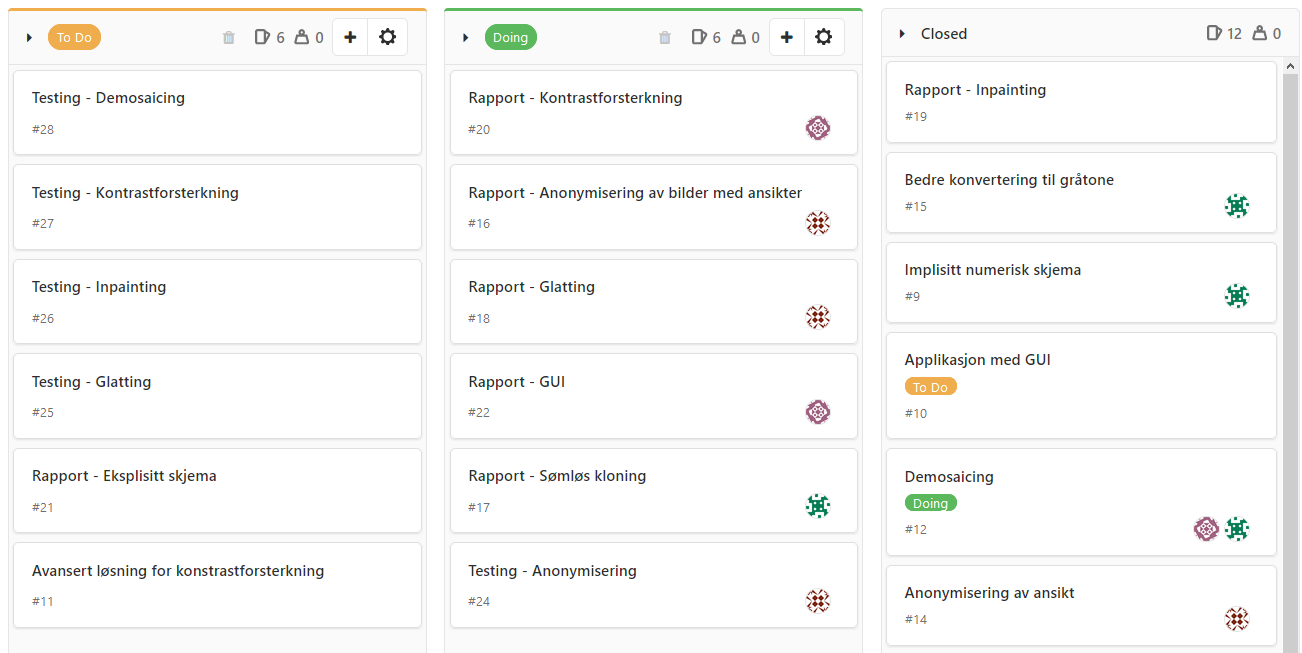 To Do 6 0
Testing - Demosaicing
#28
Testing - Kontrastforsterkning
#27
Testing - Inpainting
#26
Testing - Glatting
#25
Rapport - Eksplisitt skjema
#21
Avansert løsning for konstrastforsterkning
#11
Doing 6 0
Rapport - Kontrastforsterkning
#20
Rapport - Anonymisering av bilder med ansikter
#16
Rapport - Glatting
#18
Rapport - GUI
#22
Rapport - Sømløs kloning
#17
Testing - Anonymisering
#24
Closed 12 0
Rapport - Inpainting
#19
Bedre konvertering til gråtone
#15
Implisitt numerisk skjema
#9
Applikasjon med GUI
To Do
#10
Demosaicing
Doing
#12
Anonymisering av ansikt
#14